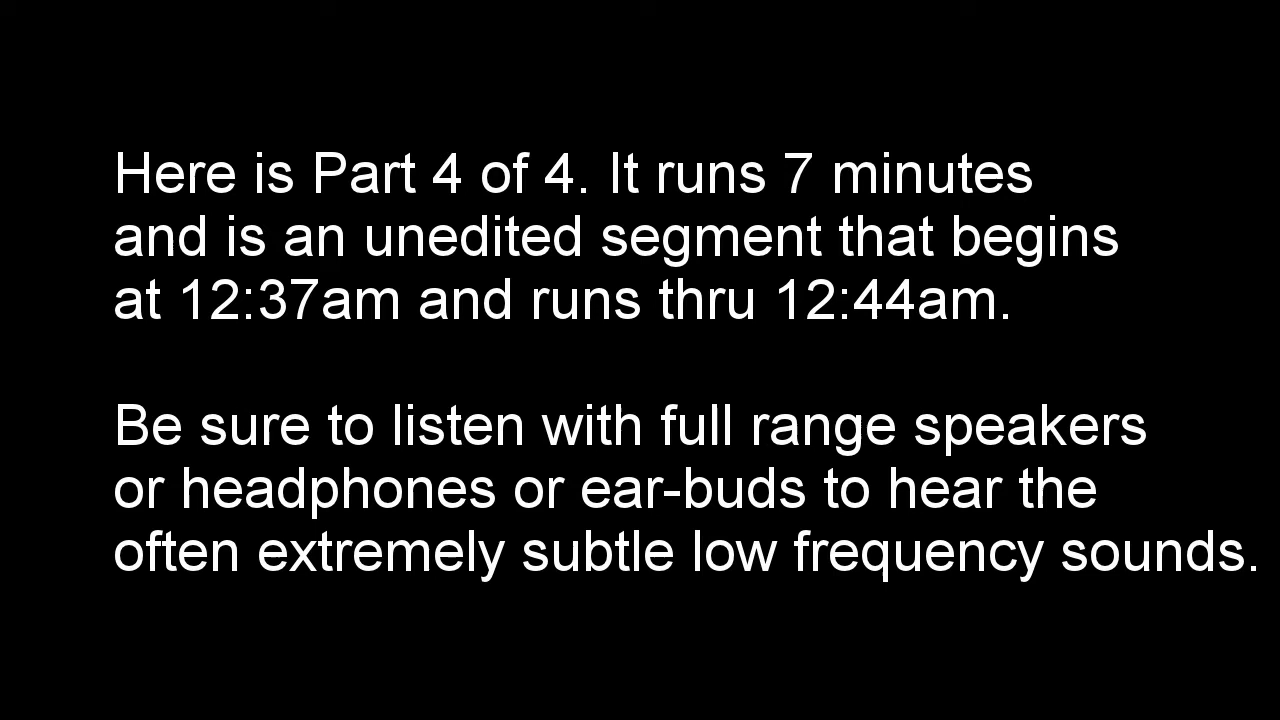 Here is Part 4 of 4. It runs 7 minutes
and is an unedited segment that begins
at 12:37am and runs thru 12:44am.
Be sure to listen with full range speakers
or headphones or ear-buds to hear the
often extremely subtle low frequency sounds.